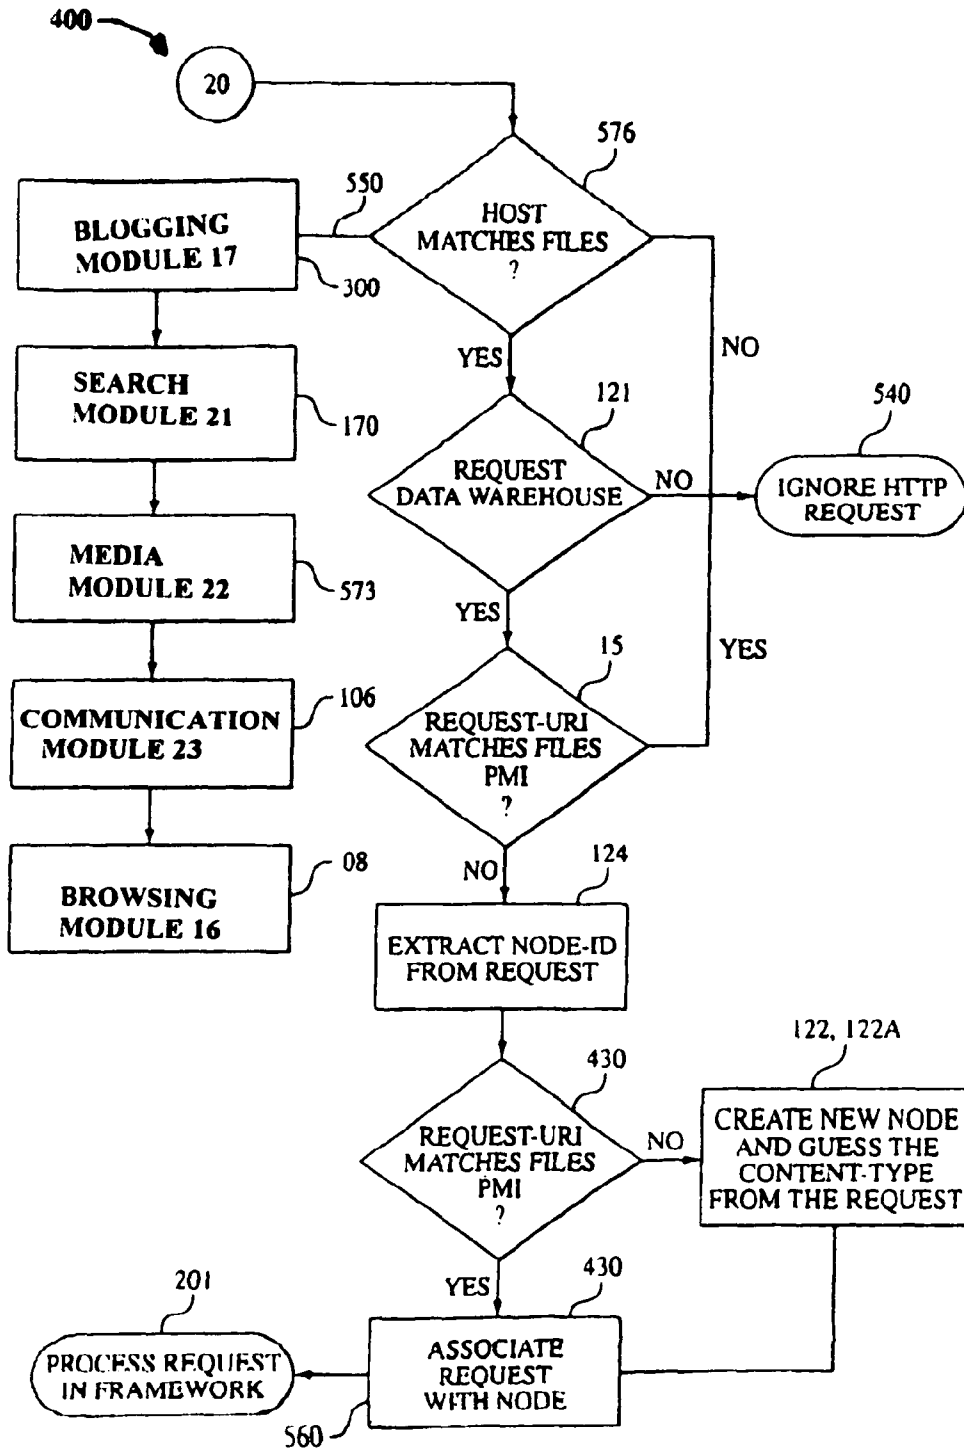 400
20
576
550
HOST
MATCHES FILES
?
BLOGGING
MODULE 17
300
YES
NO
SEARCH
MODULE 21
170
121
REQUEST
DATA WAREHOUSE
NO
540
IGNORE HTTP
REQUEST
MEDIA
MODULE 22
573
YES
15
YES
REQUEST-URI
MATCHES FILES
PMI
?
COMMUNICATION
MODULE 23
106
NO
124
BROWSING
MODULE 16
08
EXTRACT NODE-ID
FROM REQUEST
430
REQUEST-URI
MATCHES FILES
PMI
?
NO
122, 122A
CREATE NEW NODE
AND GUESS THE
CONTENT-TYPE
FROM THE REQUEST
YES
430
ASSOCIATE
REQUEST
WITH NODE
560
201
PROCESS REQUEST
IN FRAMEWORK